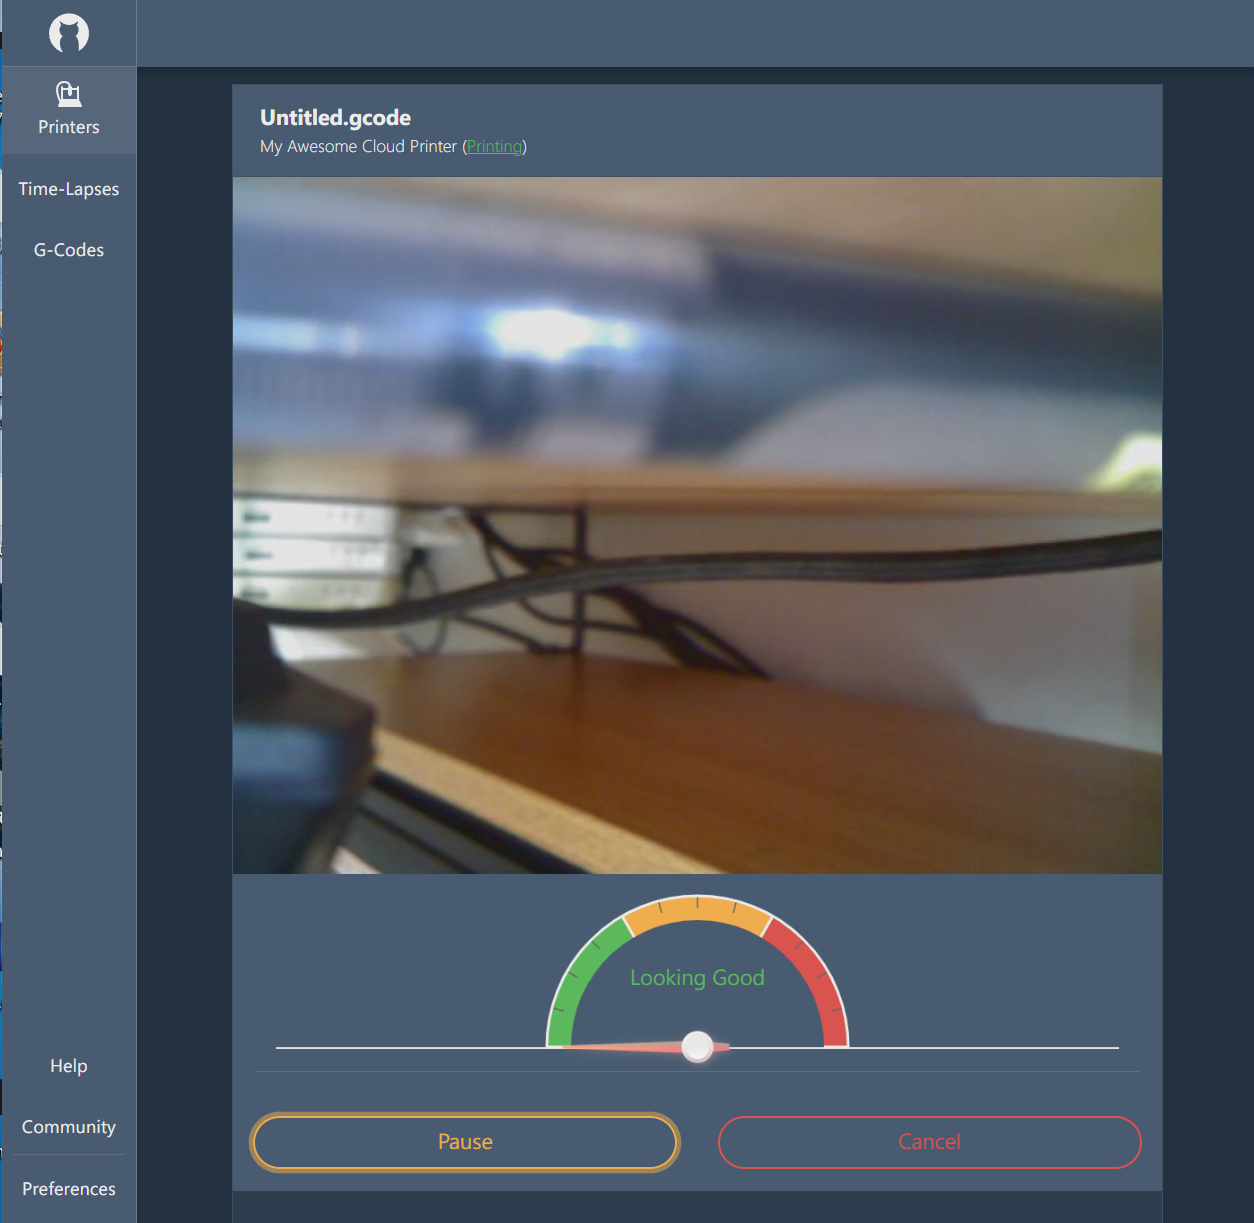 Printers
Time-Lapses
G-Codes
Help
Community
Preferences
Untitled.gcode
My Awesome Cloud Printer (Printing)
Looking Good
Pause
Cancel